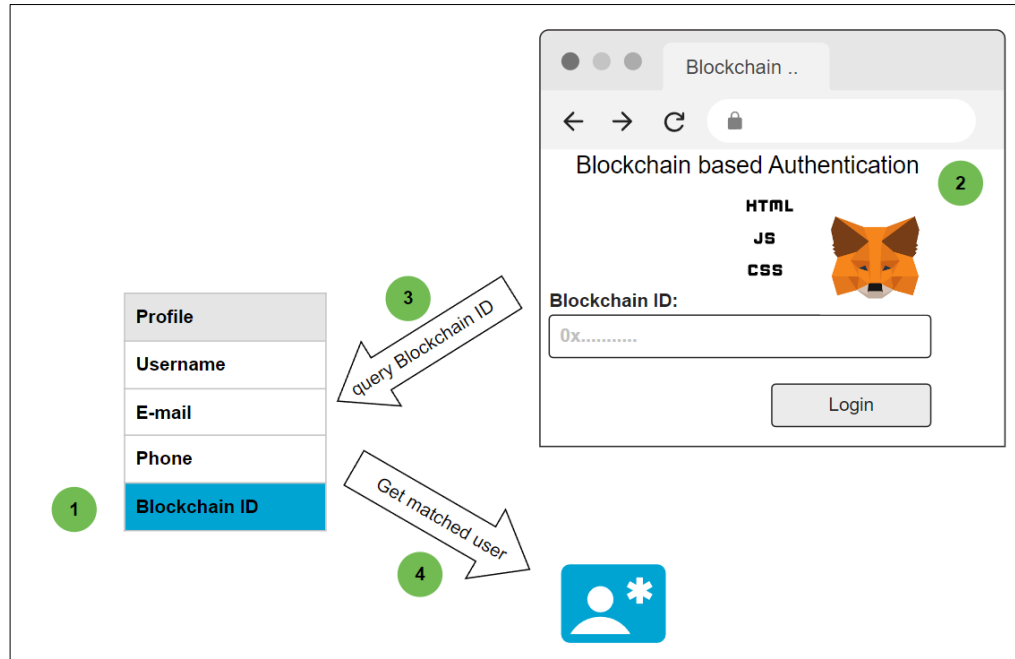 Blockchain ..
Blockchain based Authentication
2
HTML
JS
CSS
Blockchain ID:
0x...........
Login
3
query Blockchain ID
Profile
Username
E-mail
Phone
1
Blockchain ID
Get matched user
4